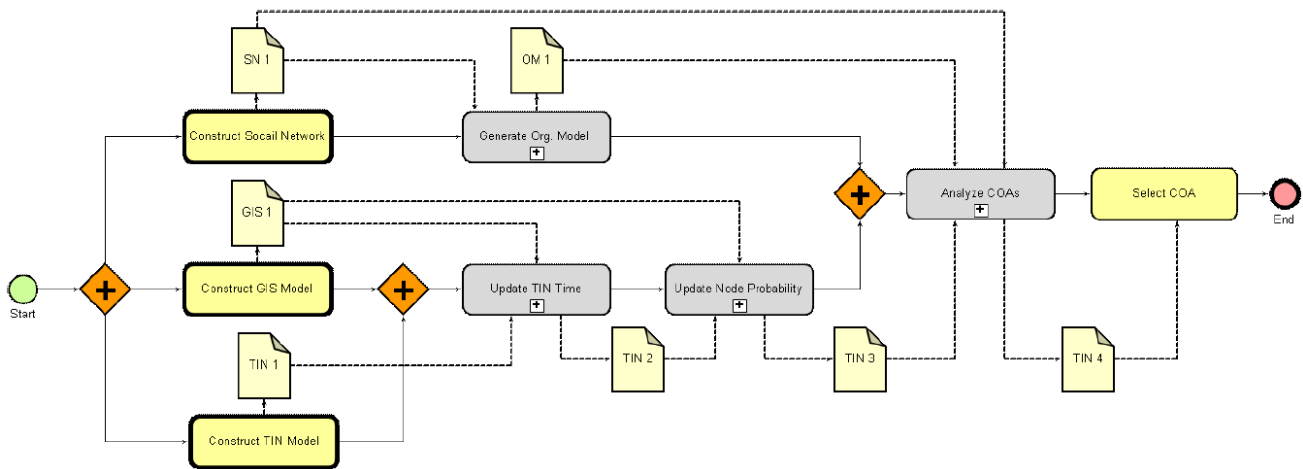 SN 1
OM 1
Construct Socail Network
Generate Org. Model
GIS 1
Analyze COAs
Select COA
End
Start
Construct GIS Model
Update TIN Time
Update Node Probability
TIN 1
TIN 2
TIN 3
TIN 4
Construct TIN Model